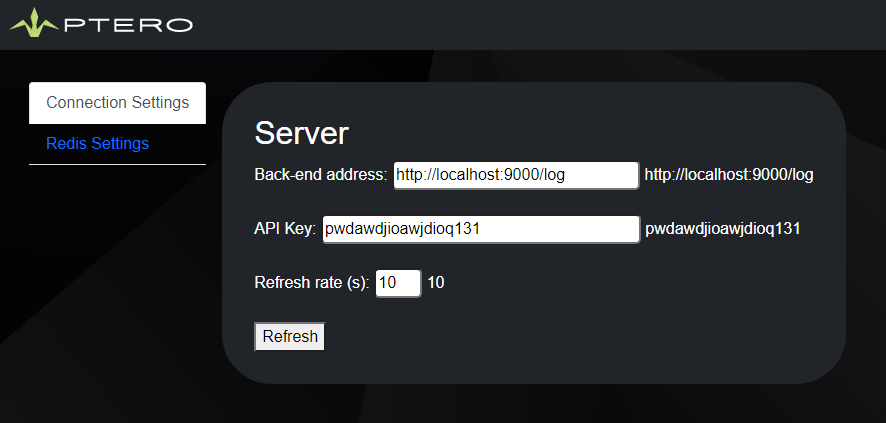 PTERO
Connection Settings
Redis Settings
Server
Back-end address: http://localhost:9000/log http://localhost:9000/log
API Key: pwdawdjioawjdioq131 pwdawdjioawjdioq131
Refresh rate (s): 10 10
Refresh